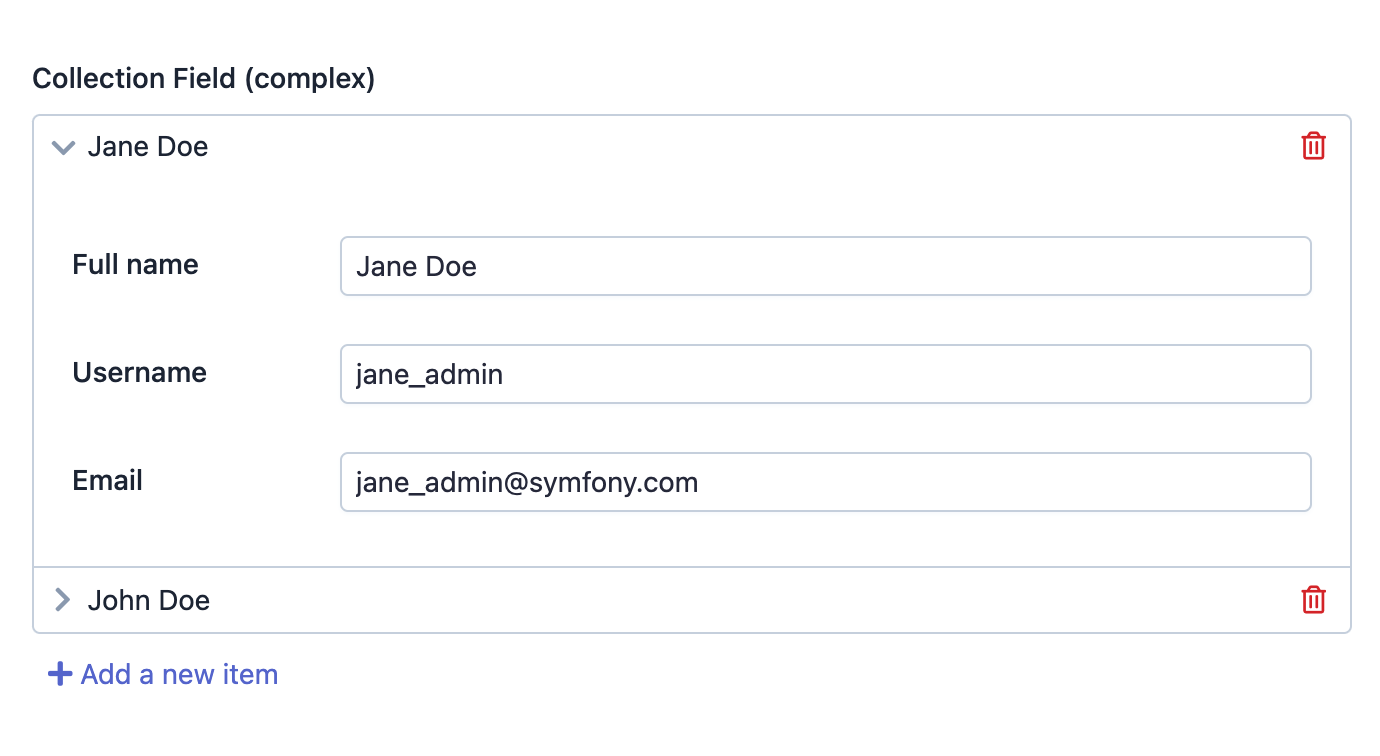 Collection Field (complex)
Jane Doe
Full name
Jane Doe
Username
jane_admin
Email
jane_admin@symfony.com
John Doe
Add a new item